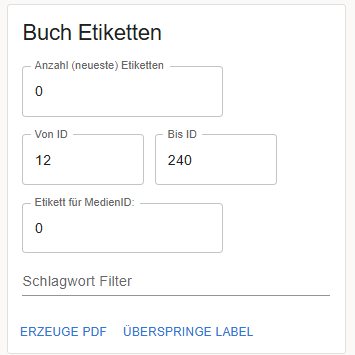 Buch Etiketten
Anzahl (neueste) Etiketten
0
Von ID
Bis ID
12
240
Etikett für MedienID:
0
Schlagwort Filter
ERZEUGE PDF
ÜBERSPRINGE LABEL